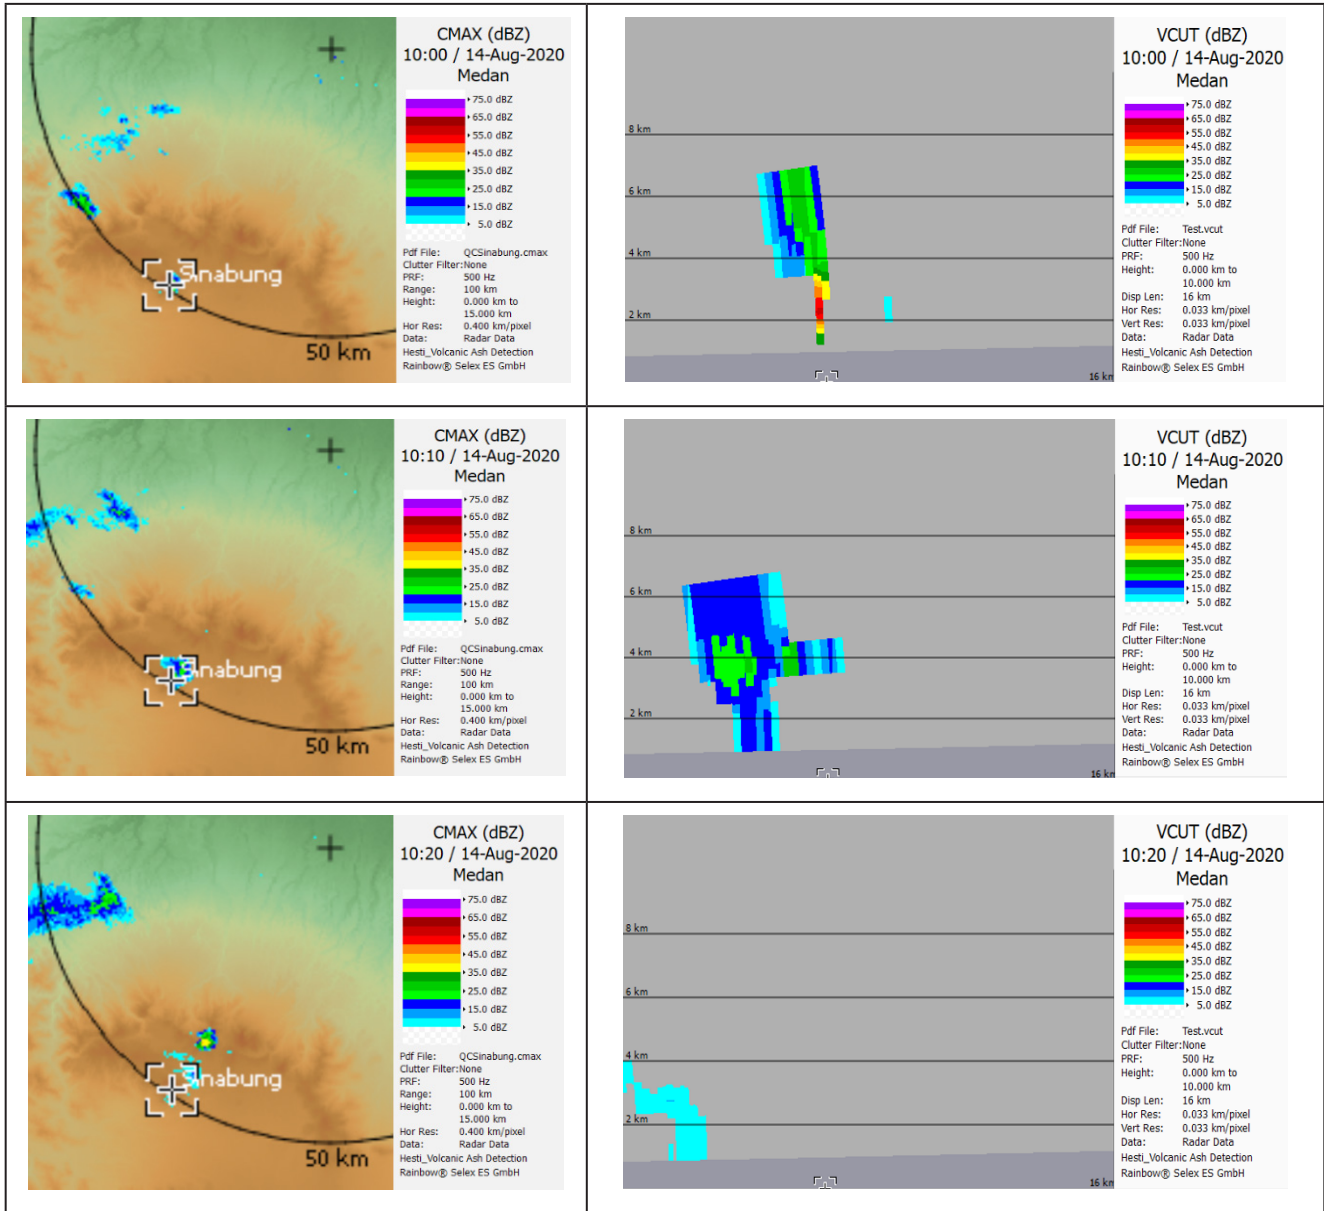 CMAX (dBZ)
10:00 / 14-Aug-2020
Medan
75.0 dBZ
65.0 dBZ
55.0 dBZ
45.0 dBZ
35.0 dBZ
25.0 dBZ
15.0 dBZ
5.0 dBZ
Pdf File: QCSinabung.cmax
Clutter Filter:None
PRF: 500 Hz
Range: 100 km
Height: 0.000 km to
15.000 km
Hor Res: 0.400 km/pixel
Data: Radar Data
Hesti_Volcanic Ash Detection
Rainbow® Selex ES GmbH
Sinabung
50 km
VCUT (dBZ)
10:00 / 14-Aug-2020
Medan
75.0 dBZ
65.0 dBZ
55.0 dBZ
45.0 dBZ
35.0 dBZ
25.0 dBZ
15.0 dBZ
5.0 dBZ
Pdf File: Test.vcut
Clutter Filter:None
PRF: 500 Hz
Height: 0.000 km to
10.000 km
Disp Len: 16 km
Hor Res: 0.033 km/pixel
Vert Res: 0.033 km/pixel
Data: Radar Data
Hesti_Volcanic Ash Detection
Rainbow® Selex ES GmbH
8 km
6 km
4 km
2 km
16 km
CMAX (dBZ)
10:10 / 14-Aug-2020
Medan
75.0 dBZ
65.0 dBZ
55.0 dBZ
45.0 dBZ
35.0 dBZ
25.0 dBZ
15.0 dBZ
5.0 dBZ
Pdf File: QCSinabung.cmax
Clutter Filter:None
PRF: 500 Hz
Range: 100 km
Height: 0.000 km to
15.000 km
Hor Res: 0.400 km/pixel
Data: Radar Data
Hesti_Volcanic Ash Detection
Rainbow® Selex ES GmbH
Sinabung
50 km
VCUT (dBZ)
10:10 / 14-Aug-2020
Medan
75.0 dBZ
65.0 dBZ
55.0 dBZ
45.0 dBZ
35.0 dBZ
25.0 dBZ
15.0 dBZ
5.0 dBZ
Pdf File: Test.vcut
Clutter Filter:None
PRF: 500 Hz
Height: 0.000 km to
10.000 km
Disp Len: 16 km
Hor Res: 0.033 km/pixel
Vert Res: 0.033 km/pixel
Data: Radar Data
Hesti_Volcanic Ash Detection
Rainbow® Selex ES GmbH
8 km
6 km
4 km
2 km
16 km
CMAX (dBZ)
10:20 / 14-Aug-2020
Medan
75.0 dBZ
65.0 dBZ
55.0 dBZ
45.0 dBZ
35.0 dBZ
25.0 dBZ
15.0 dBZ
5.0 dBZ
Pdf File: QCSinabung.cmax
Clutter Filter:None
PRF: 500 Hz
Range: 100 km
Height: 0.000 km to
15.000 km
Hor Res: 0.400 km/pixel
Data: Radar Data
Hesti_Volcanic Ash Detection
Rainbow® Selex ES GmbH
Sinabung
50 km
VCUT (dBZ)
10:20 / 14-Aug-2020
Medan
75.0 dBZ
65.0 dBZ
55.0 dBZ
45.0 dBZ
35.0 dBZ
25.0 dBZ
15.0 dBZ
5.0 dBZ
Pdf File: Test.vcut
Clutter Filter:None
PRF: 500 Hz
Height: 0.000 km to
10.000 km
Disp Len: 16 km
Hor Res: 0.033 km/pixel
Vert Res: 0.033 km/pixel
Data: Radar Data
Hesti_Volcanic Ash Detection
Rainbow® Selex ES GmbH
8 km
6 km
4 km
2 km
16 km